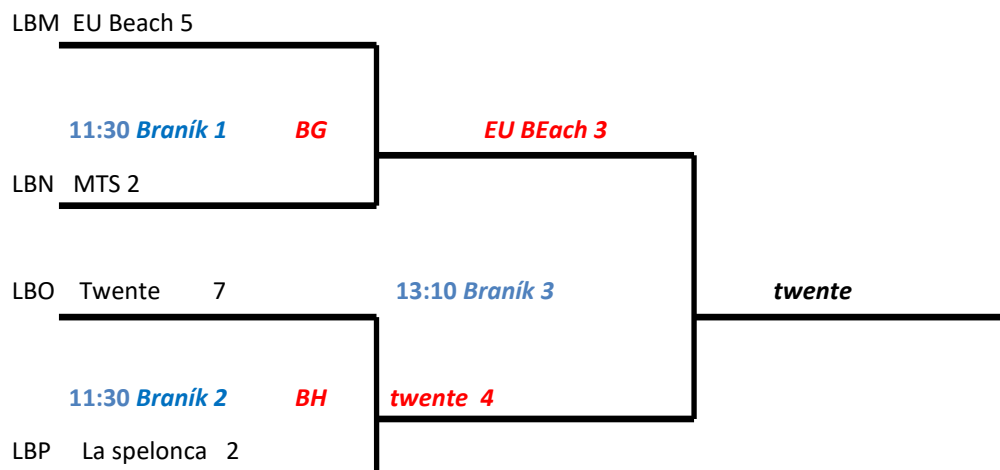 LBM EU Beach 5
11:30 Braník 1 BG EU BEach 3
LBN MTS 2
LBO Twente 7 13:10 Braník 3 twente
11:30 Braník 2 BH twente 4
LBP La spelonca 2